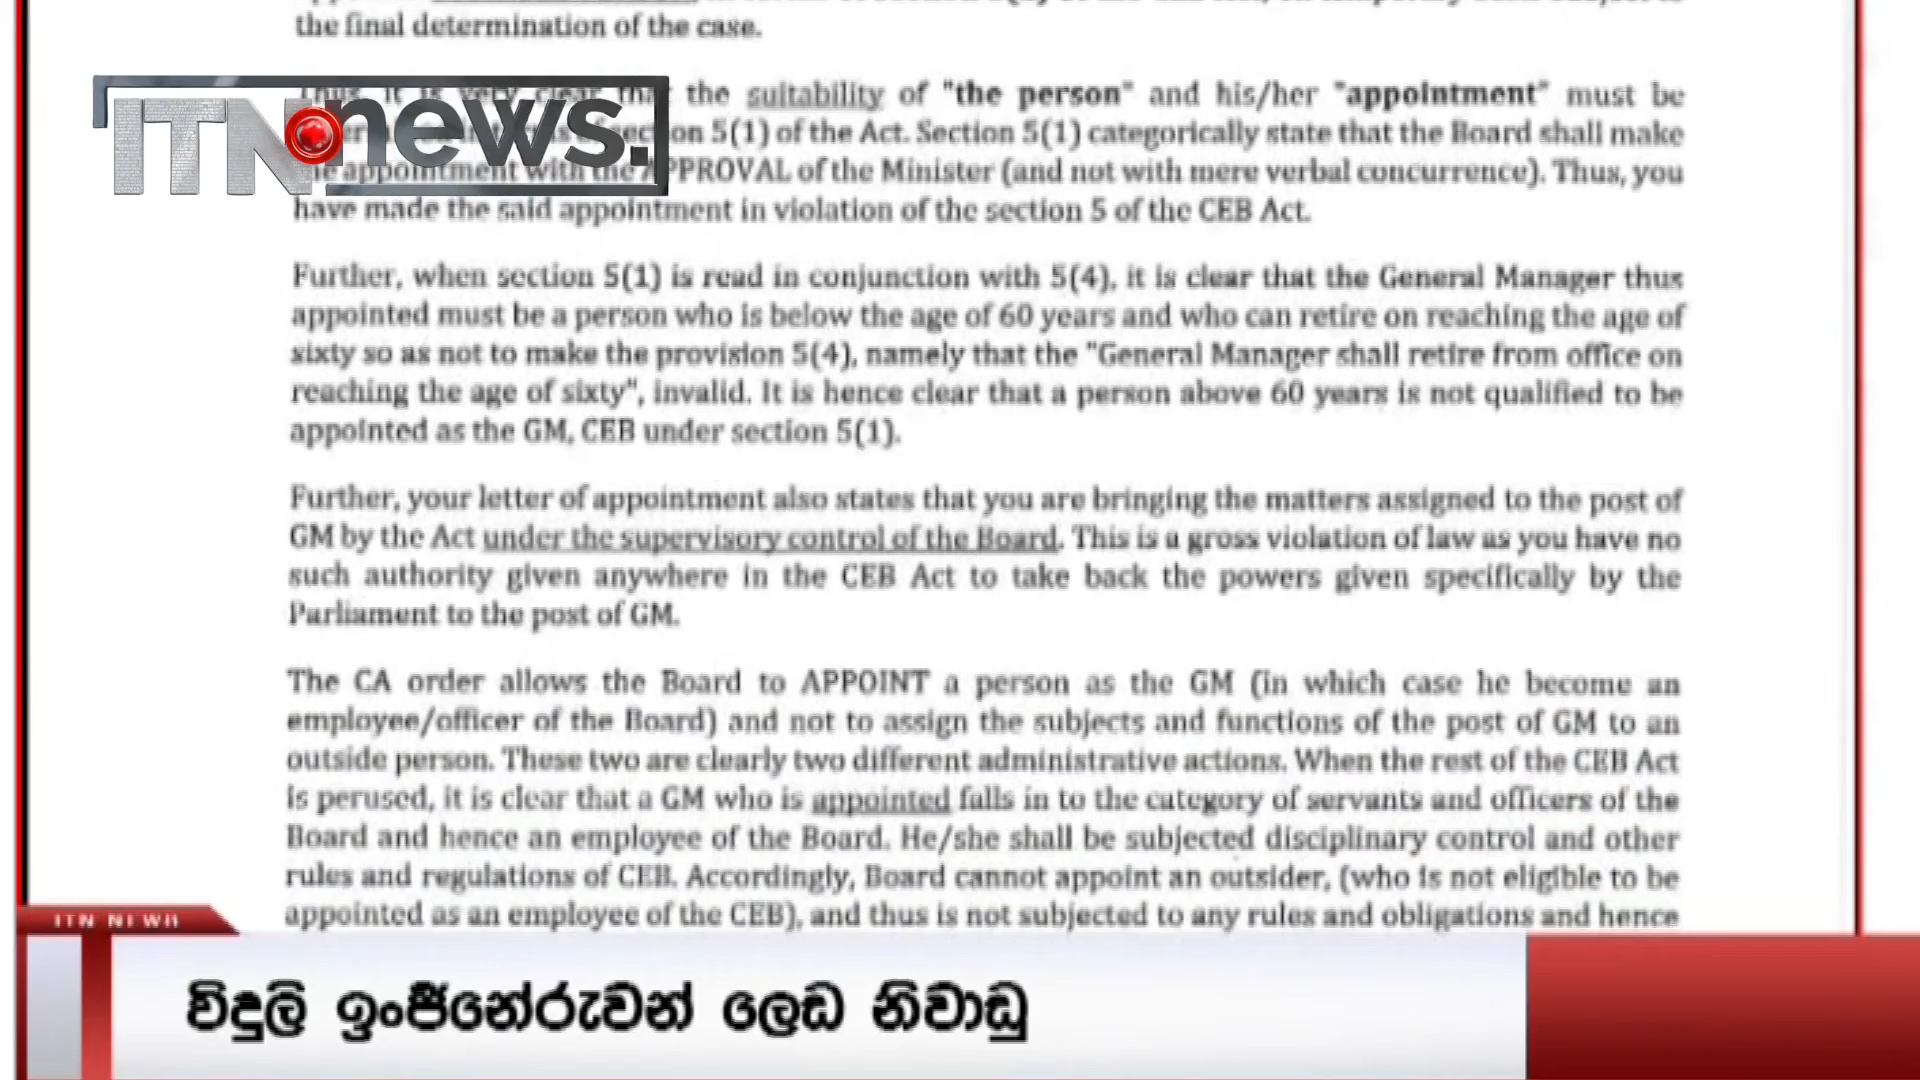 the final determination of the case.
Thus, it is very clear that the suitability of "the person" and his/her "appointment" must be
section 5(1) of the Act. Section 5(1) categorically state that the Board shall make
the appointment with the APPROVAL of the Minister (and not with mere verbal concurrence). Thus, you
have made the said appointment in violation of the section 5 of the CEB Act.
Further, when section 5(1) is read in conjunction with 5(4), it is clear that the General Manager thus
appointed must be a person who is below the age of 60 years and who can retire on reaching the age of
sixty so as not to make the provision 5(4), namely that the "General Manager shall retire from office on
reaching the age of sixty", invalid. It is hence clear that a person above 60 years is not qualified to be
appointed as the GM, CEB under section 5(1).
Further, your letter of appointment also states that you are bringing the matters assigned to the post of
GM by the Act under the supervisory control of the Board. This is a gross violation of law as you have no
such authority given anywhere in the CEB Act to take back the powers given specifically by the
Parliament to the post of GM.
The CA order allows the Board to APPOINT a person as the GM (in which case he become an
employee/officer of the Board) and not to assign the subjects and functions of the post of GM to an
outside person. These two are clearly two different administrative actions. When the rest of the CEB Act
is perused, it is clear that a GM who is appointed falls in to the category of servants and officers of the
Board and hence an employee of the Board. He/she shall be subjected disciplinary control and other
rules and regulations of CEB. Accordingly, Board cannot appoint an outsider, (who is not eligible to be
appointed as an employee of the CEB), and thus is not subjected to any rules and obligations and hence
ITN news.
ITN NEWS
විදුලි ඉංජිනේරුවන් ලෙඩ නිවාඩු